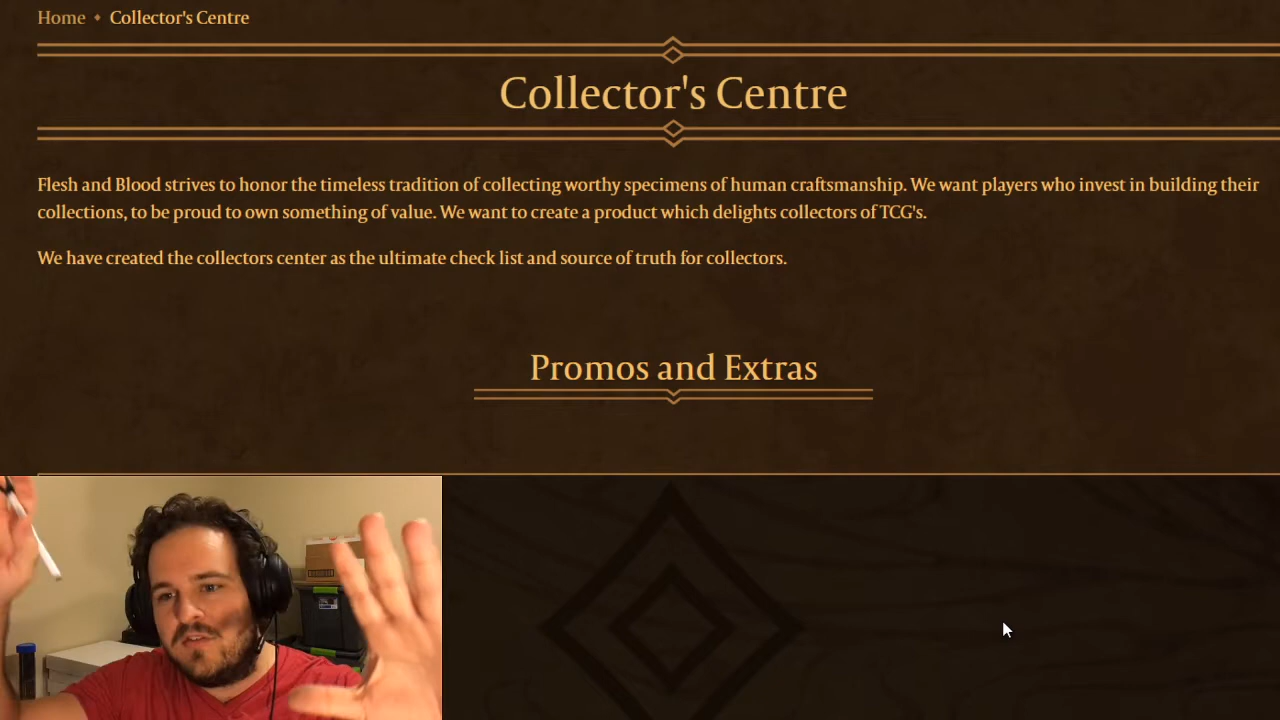 Home ♦ Collector's Centre
Collector's Centre
Flesh and Blood strives to honor the timeless tradition of collecting worthy specimens of human craftsmanship. We want players who invest in building their
collections, to be proud to own something of value. We want to create a product which delights collectors of TCG's.
We have created the collectors center as the ultimate check list and source of truth for collectors.
Promos and Extras